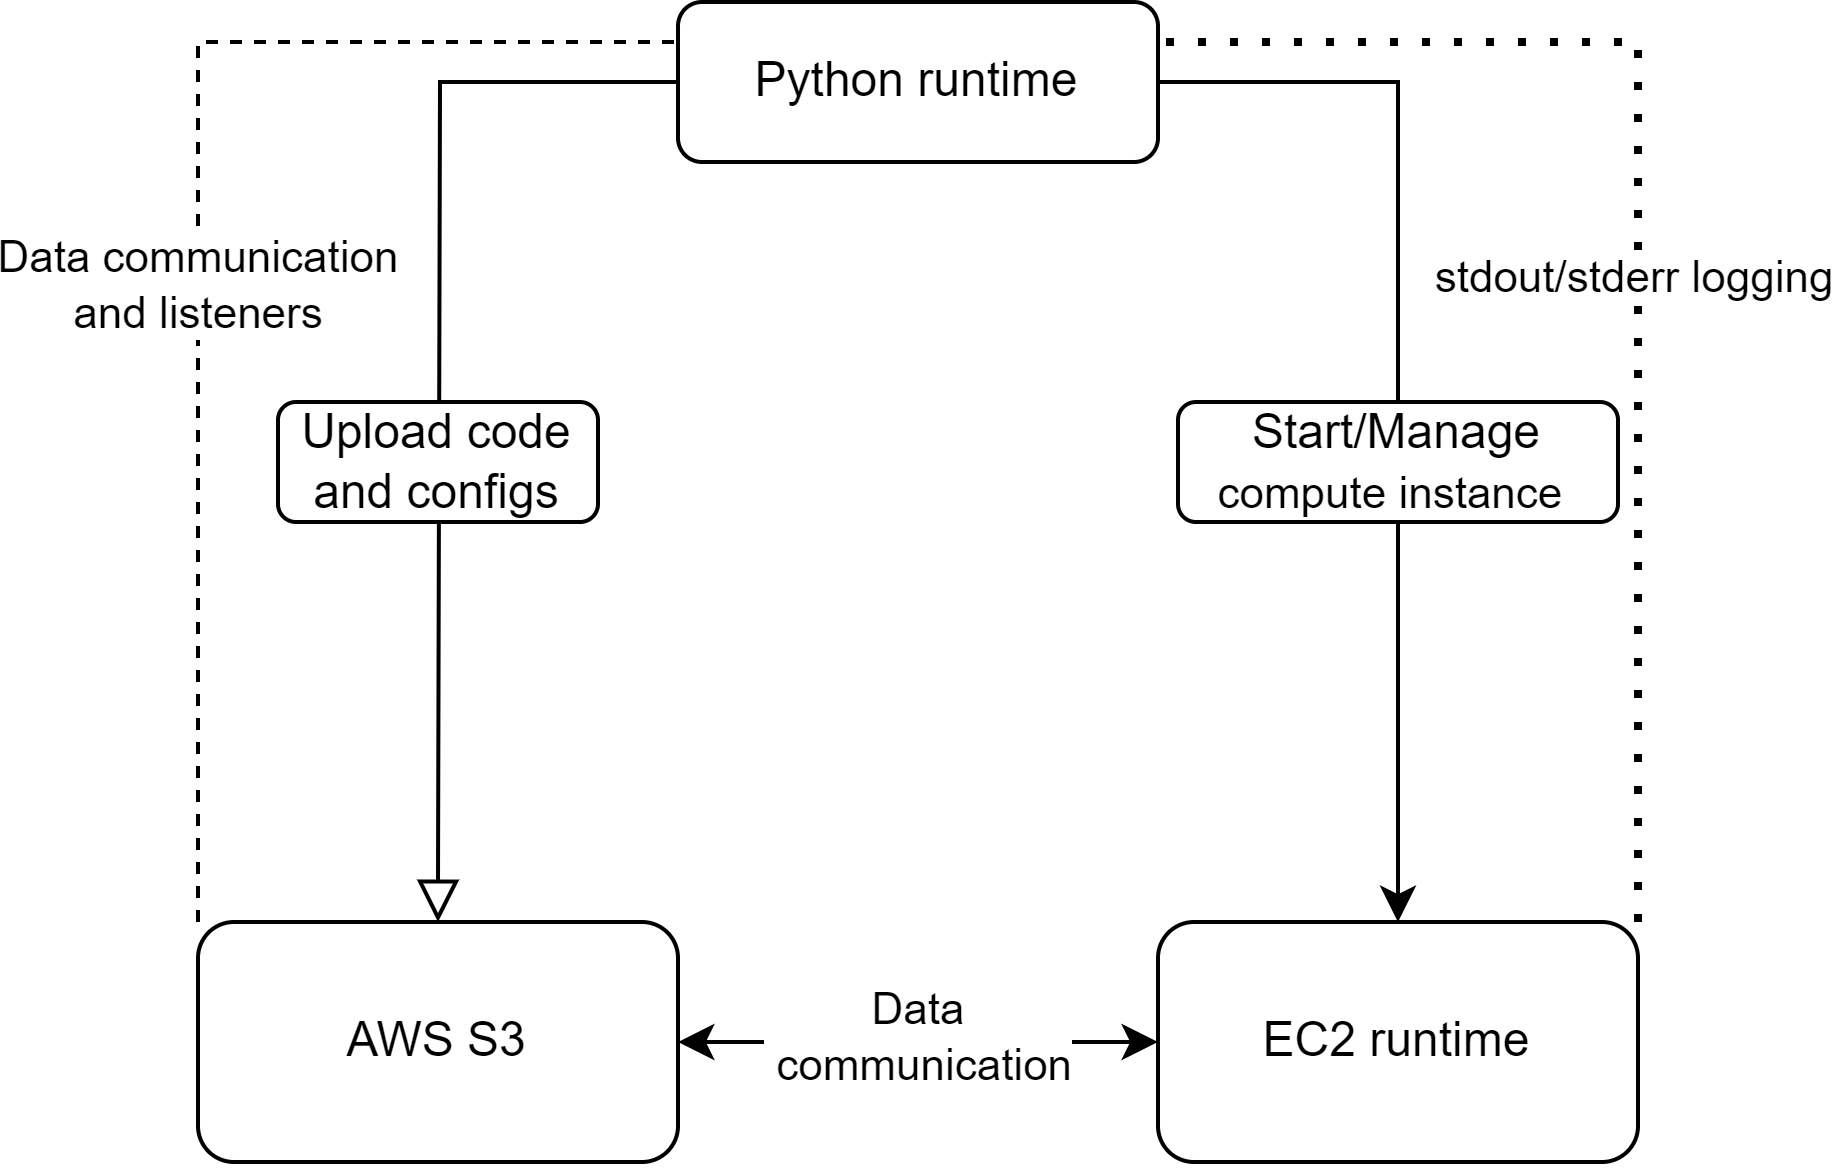 Python runtime
Data communication
and listeners
stdout/stderr logging
Upload code
and configs
Start/Manage
compute instance
AWS S3
Data
communication
EC2 runtime